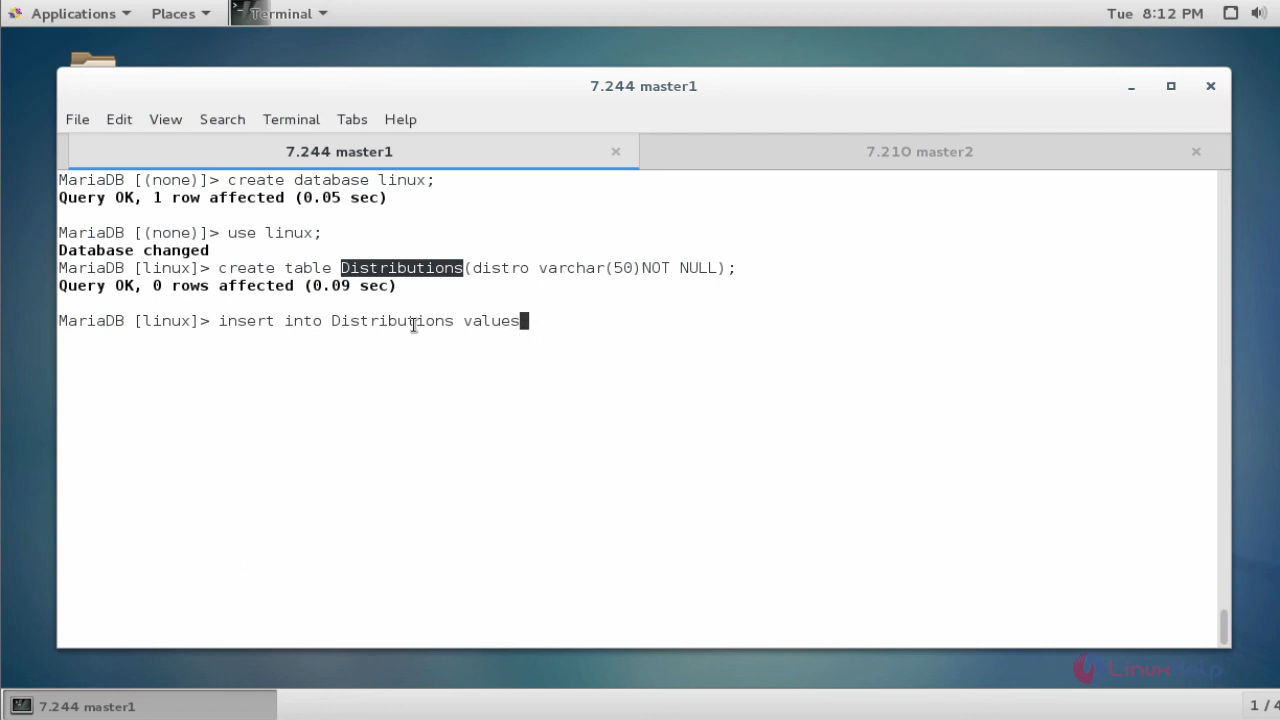 Applications Places Terminal Tue 8:12 PM
7.244 master1
File Edit View Search Terminal Tabs Help
7.244 master1 7.210 master2
MariaDB [(none)]> create database linux;
Query OK, 1 row affected (0.05 sec)
MariaDB [(none)]> use linux;
Database changed
MariaDB [linux]> create table Distributions(distro varchar(50)NOT NULL);
Query OK, 0 rows affected (0.09 sec)
MariaDB [linux]> insert into Distributions values
LinuxHelp
7.244 master1 1 / 4